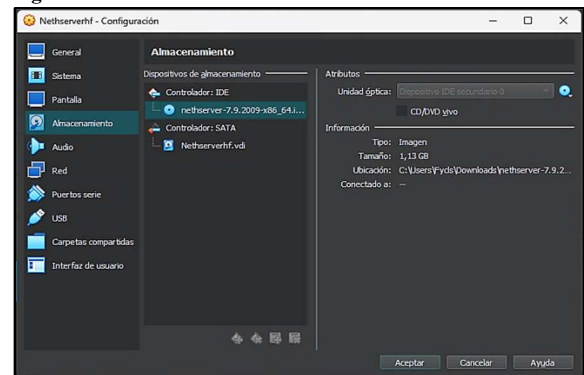 Nethserverhf - Configuración
General
Sistema
Pantalla
Almacenamiento
Audio
Red
Puertos serie
USB
Carpetas compartidas
Interfaz de usuario
Almacenamiento
Dispositivos de almacenamiento
Controlador: IDE
nethserver-7.9.2009-x86_64.i...
Controlador: SATA
Nethserverhf.vdi
Atributos
Unidad óptica: Dispositivo IDE secundario 0
CD/DVD vivo
Información
Tipo: Imagen
Tamaño: 1,13 GB
Ubicación: C:\Users\Fycls\Downloads\nethserver-7.9.2...
Conectado a: --
Aceptar Cancelar Ayuda